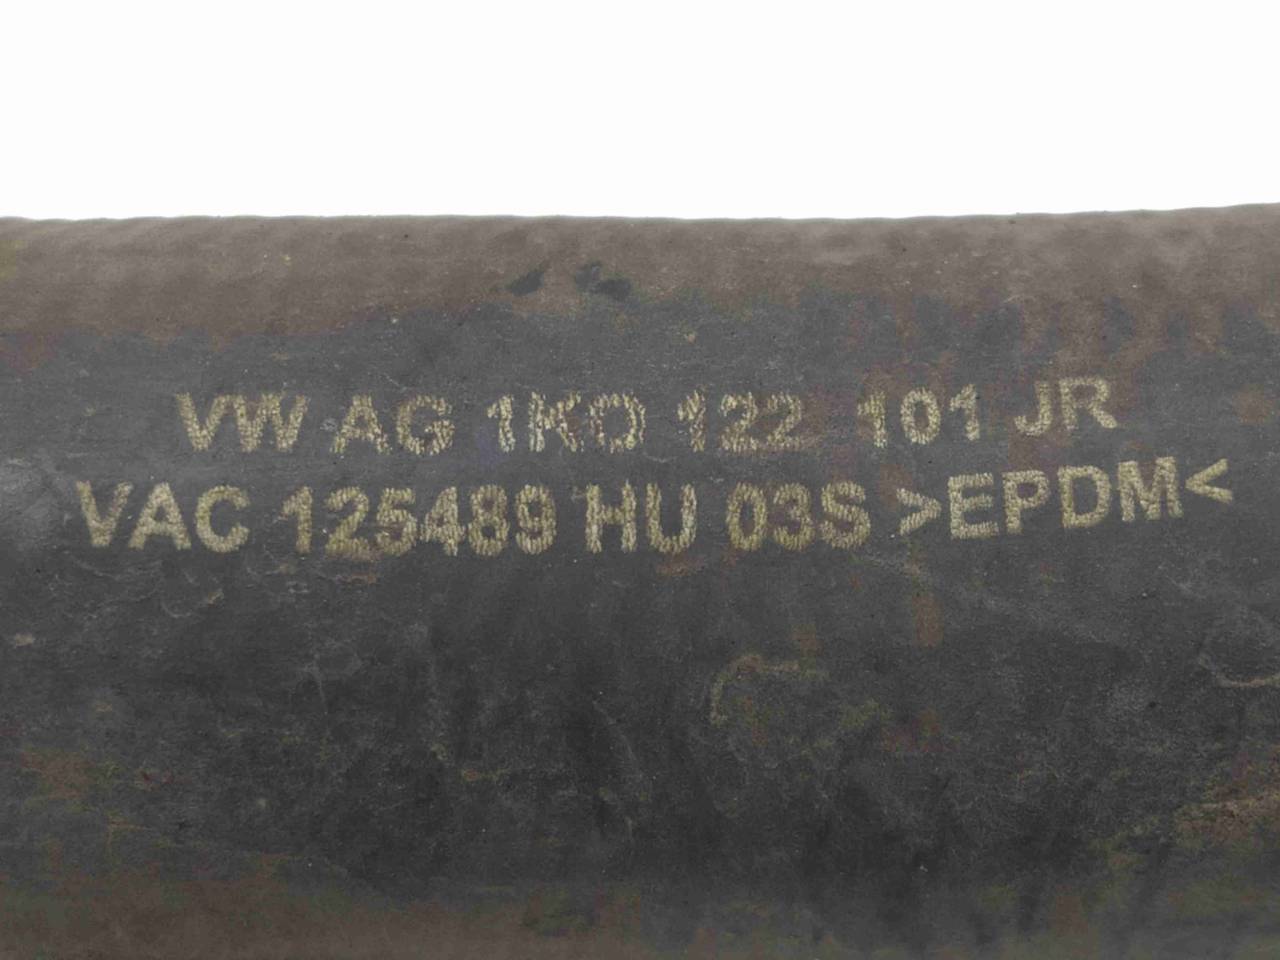 VW AG 1KO 122 101 JR
VAC 125489 HU 03S >EPDM<